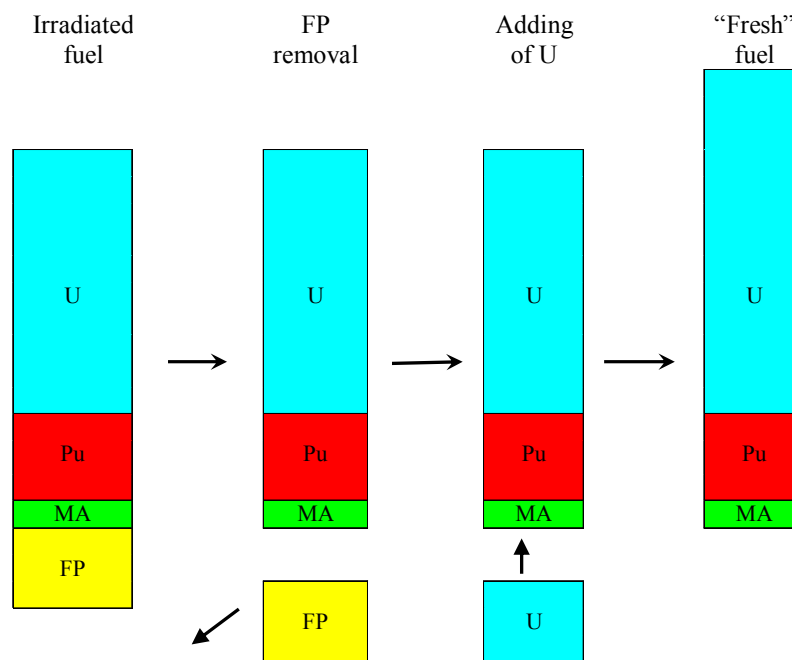 Irradiated
fuel
FP
removal
Adding
of U
“Fresh”
fuel
U
U
U
U
Pu
Pu
Pu
Pu
MA
MA
MA
MA
FP
FP
U